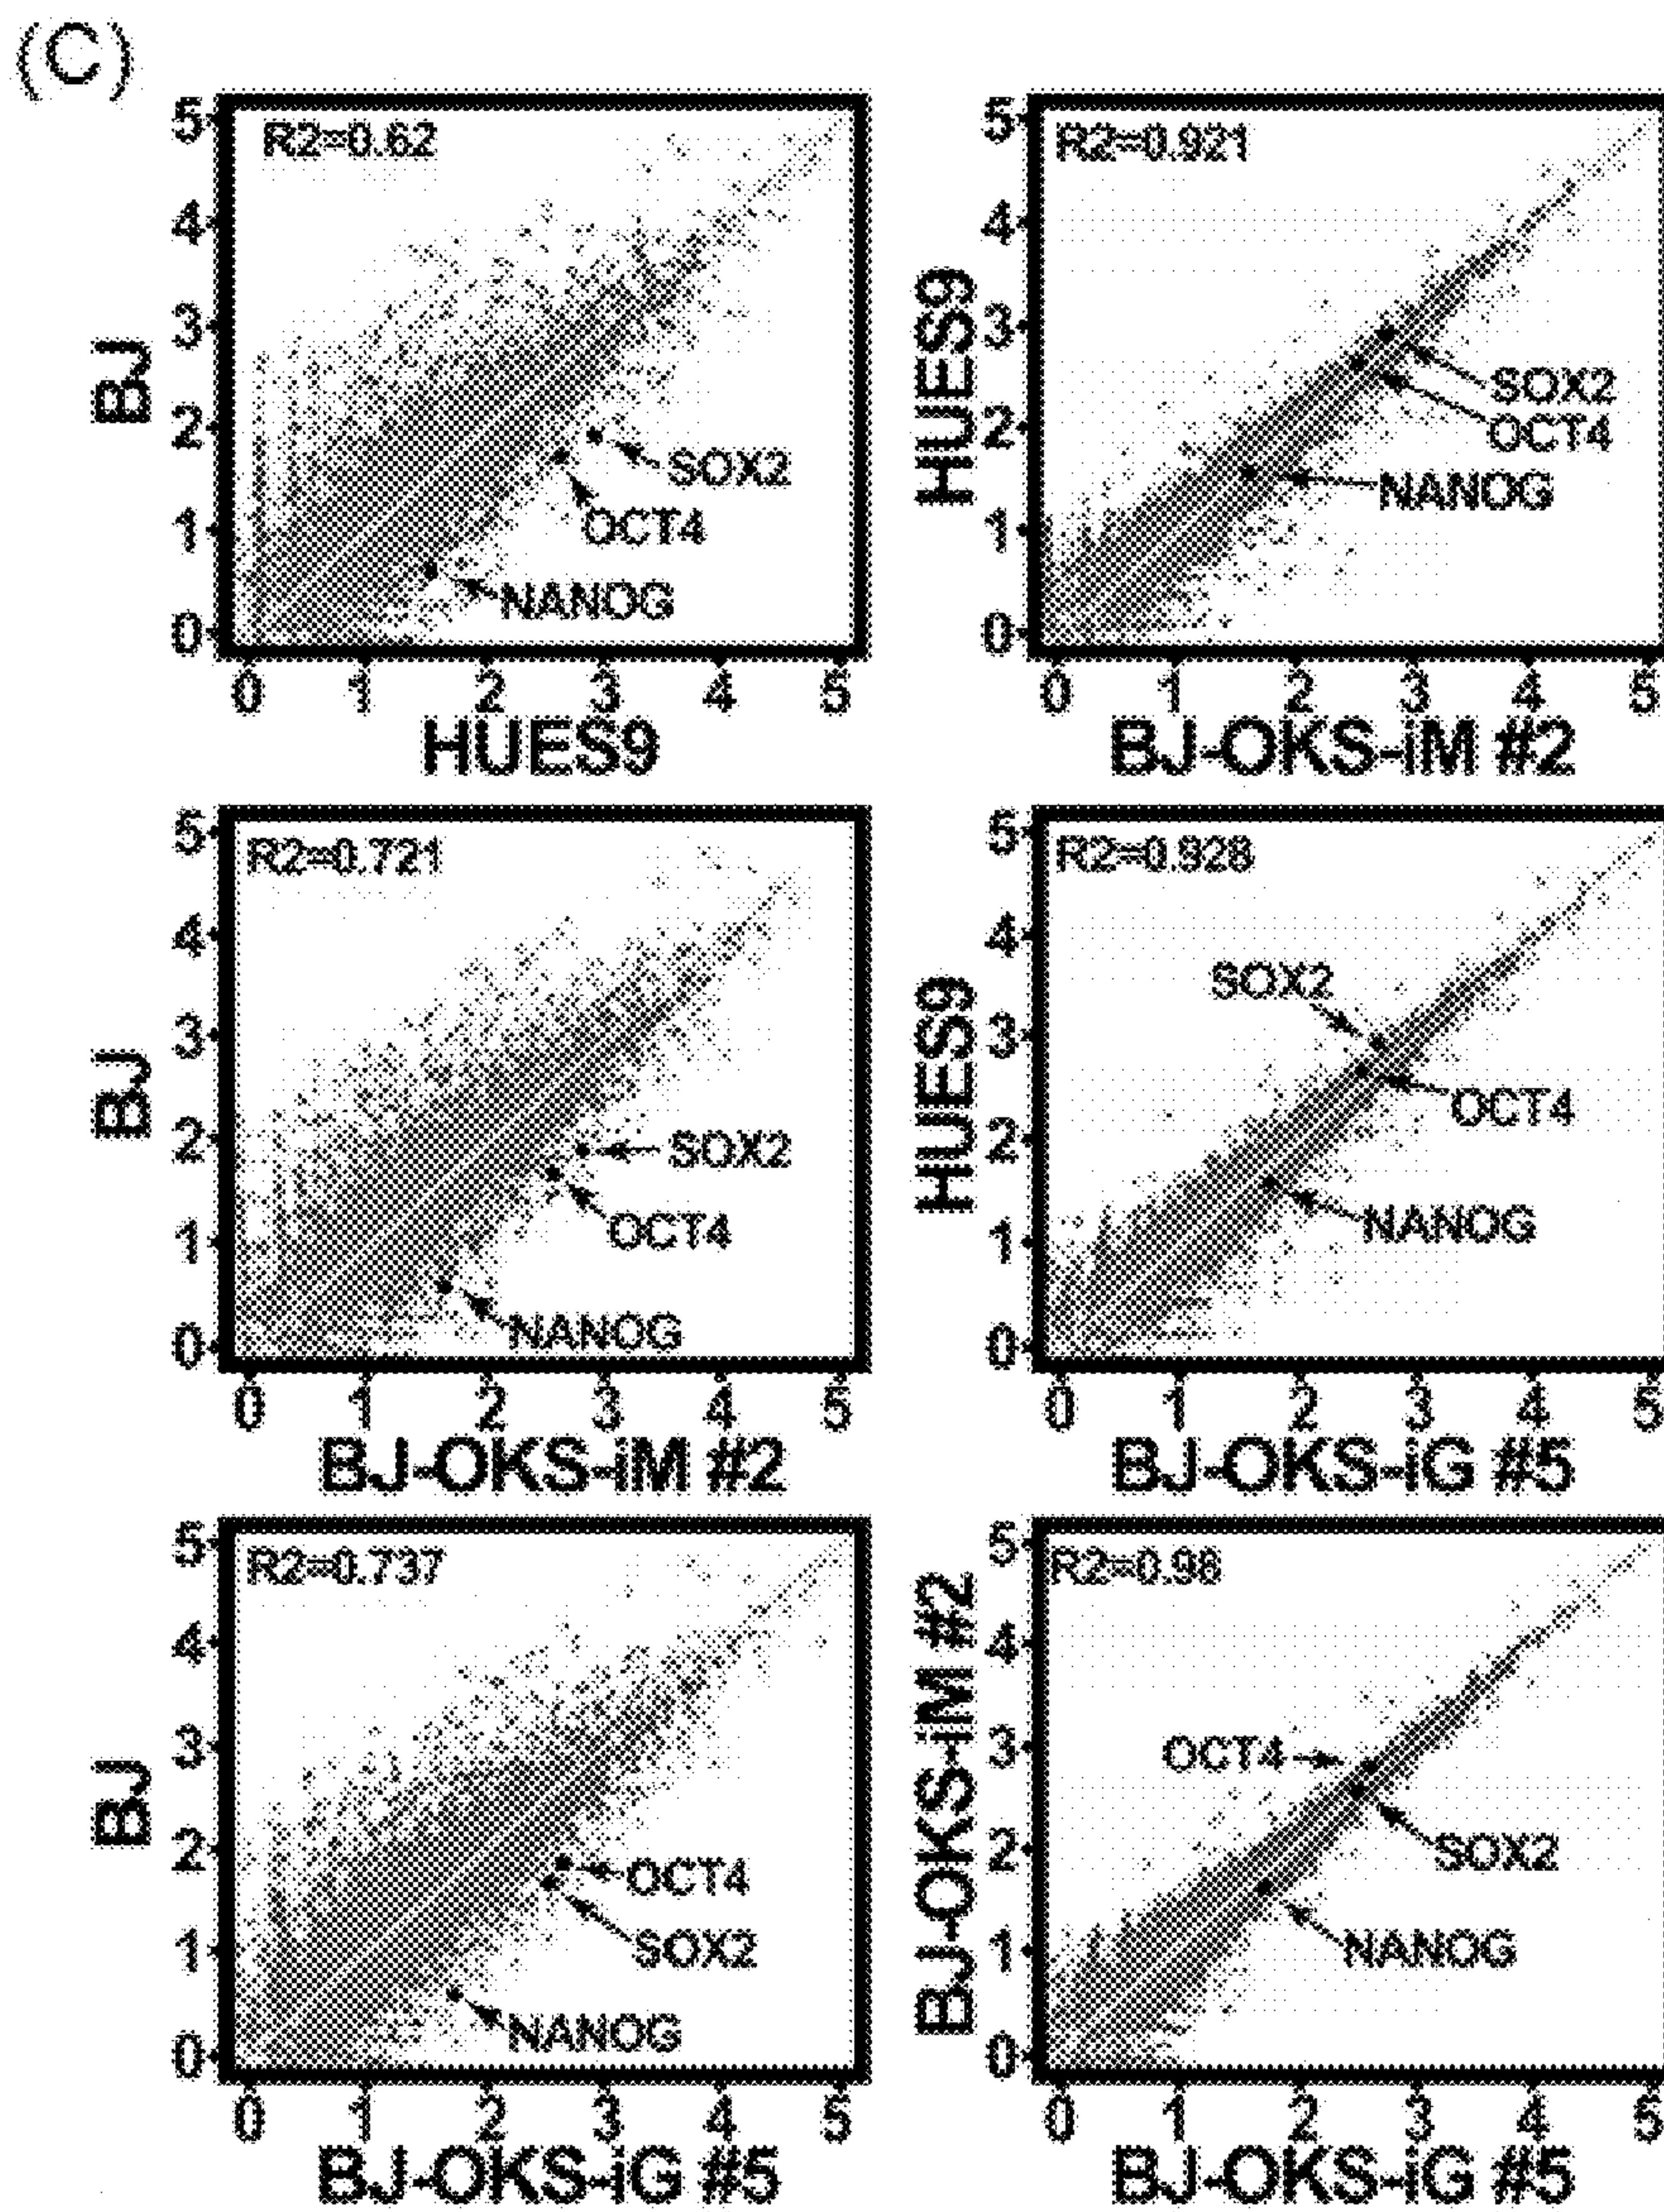 (C)
R2=0.62
5
4
3
2
1
0
BJ
SOX2
OCT4
NANOG
0 1 2 3 4 5
HUES9
R2=0.921
5
4
3
2
1
0
HUES9
SOX2
OCT4
NANOG
0 1 2 3 4 5
BJ-OKS-iM #2
R2=0.721
5
4
3
2
1
0
BJ
SOX2
OCT4
NANOG
0 1 2 3 4 5
BJ-OKS-iM #2
R2=0.928
5
4
3
2
1
0
HUES9
SOX2
OCT4
NANOG
0 1 2 3 4 5
BJ-OKS-iG #5
R2=0.737
5
4
3
2
1
0
BJ
OCT4
SOX2
NANOG
0 1 2 3 4 5
BJ-OKS-iG #5
R2=0.98
5
4
3
2
1
0
BJ-OKS-iM #2
OCT4
SOX2
NANOG
0 1 2 3 4 5
BJ-OKS-iG #5